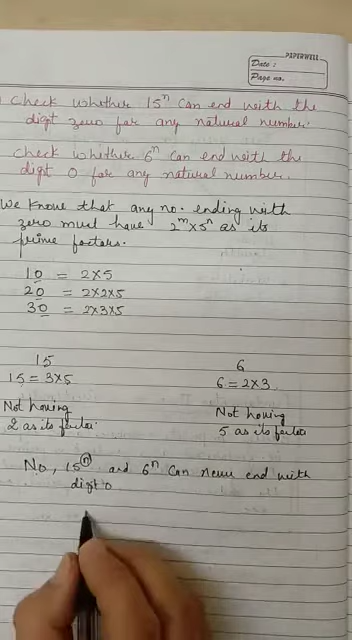 PAPERWELL
Date :
Page no.
Check whether 15ⁿ can end with the
digit zero for any natural number.
Check whether 6ⁿ can end with the
digit 0 for any natural number.
We know that any no. ending with
zero must have 2ᵐ×5ⁿ as its
prime factors.
10 = 2×5
20 = 2×2×5
30 = 2×3×5
15
15 = 3×5
Not having
2 as its factor
6
6 = 2×3
Not having
5 as its factor
No, 15ⁿ and 6ⁿ can never end with
digit 0